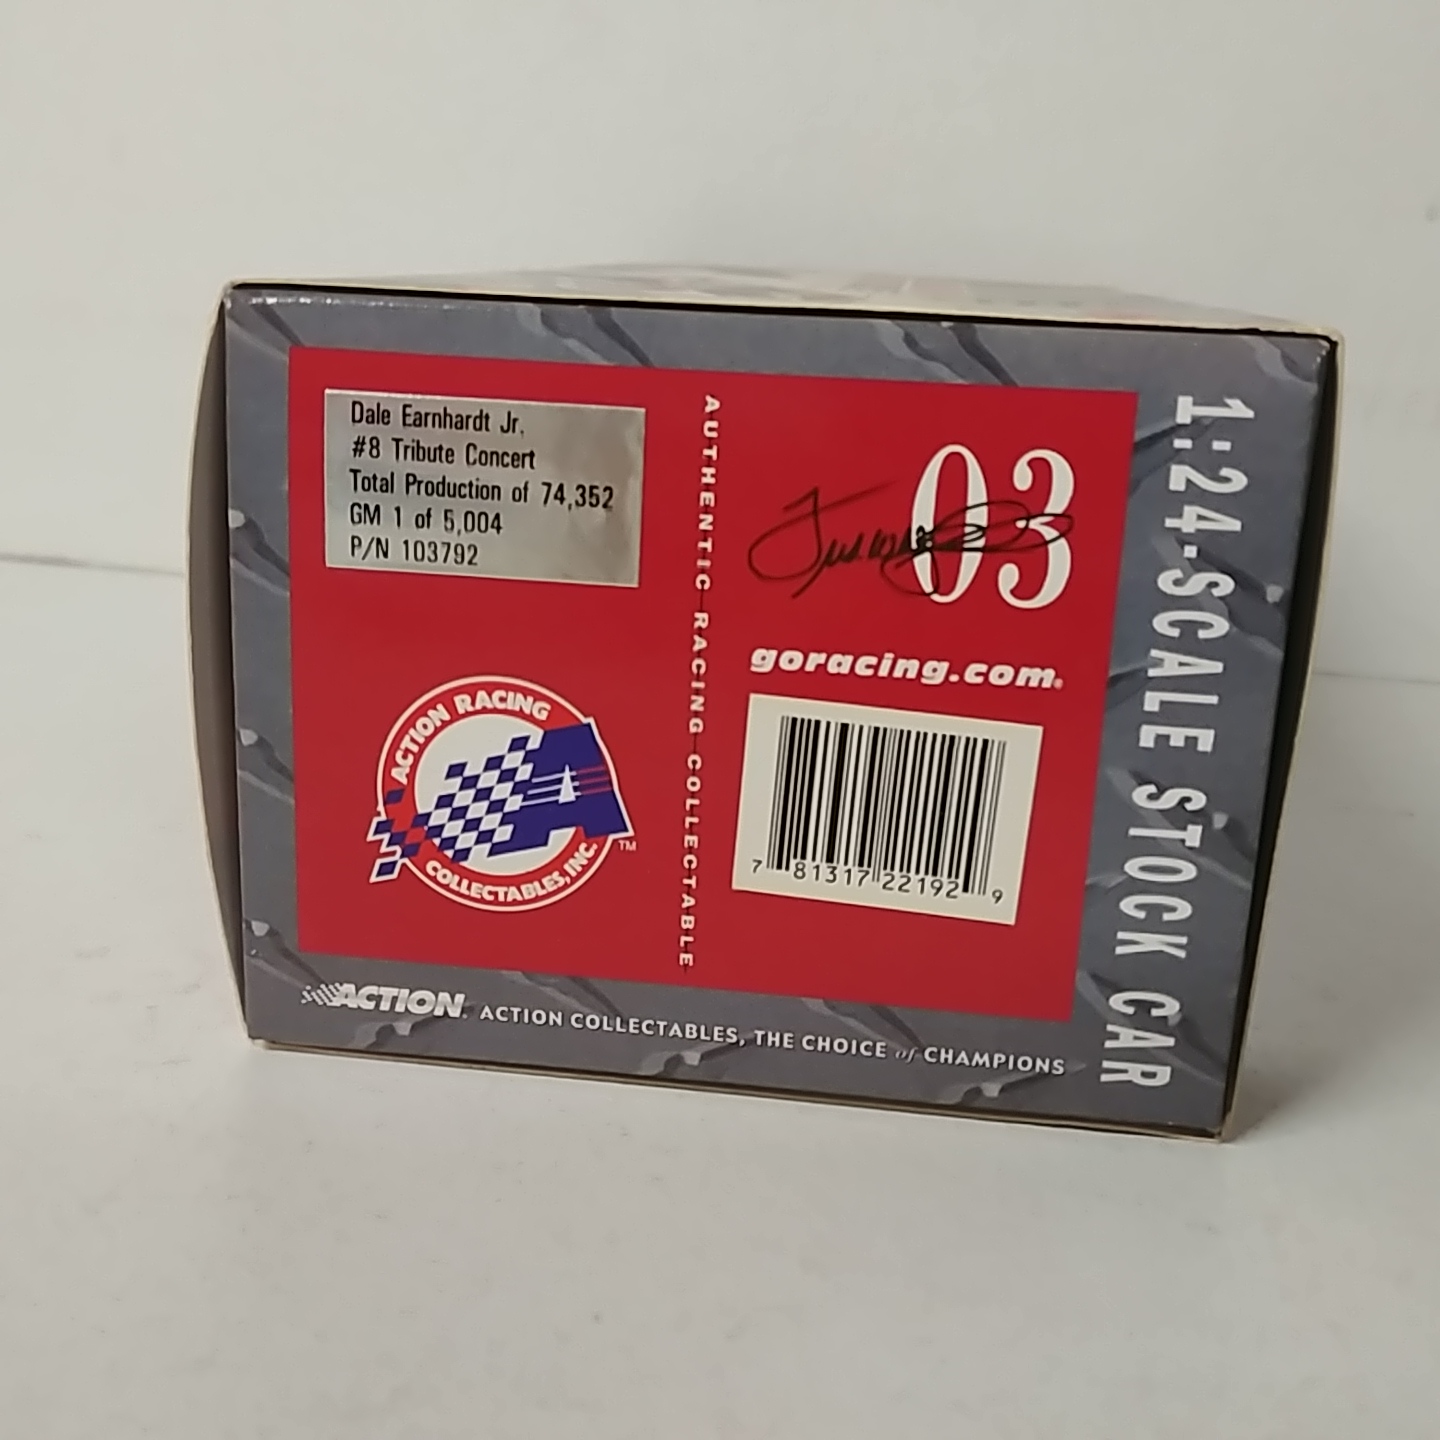 Dale Earnhardt Jr.
#8 Tribute Concert
Total Production of 74,352
GM 1 of 5,004
P/N 103792
ACTION RACING
COLLECTABLES, INC.
TM
AUTHENTIC RACING COLLECTABLE
03
goracing.com®
7 81317 22192 9
1:24-SCALE STOCK CAR
ACTION® ACTION COLLECTABLES, THE CHOICE of CHAMPIONS